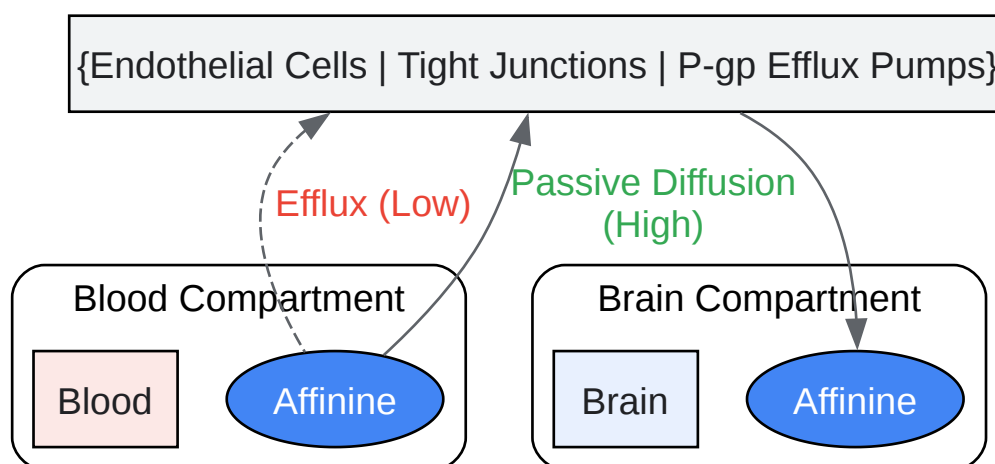 {Endothelial Cells | Tight Junctions | P-gp Efflux Pumps}
Efflux (Low)
Passive Diffusion
(High)
Blood Compartment
Blood
Affinine
Brain Compartment
Brain
Affinine